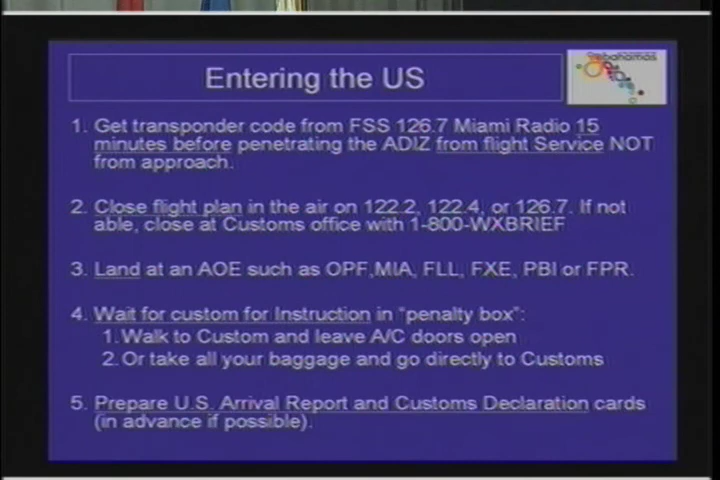 Entering the US
bahamas
1. Get transponder code from FSS 126.7 Miami Radio 15
minutes before penetrating the ADIZ from flight Service NOT
from approach.
2. Close flight plan in the air on 122.2, 122.4, or 126.7. If not
able, close at Customs office with 1-800-WXBRIEF
3. Land at an AOE such as OPF,MIA, FLL, FXE, PBI or FPR.
4. Wait for custom for Instruction in “penalty box”:
1. Walk to Custom and leave A/C doors open
2. Or take all your baggage and go directly to Customs
5. Prepare U.S. Arrival Report and Customs Declaration cards
(in advance if possible).